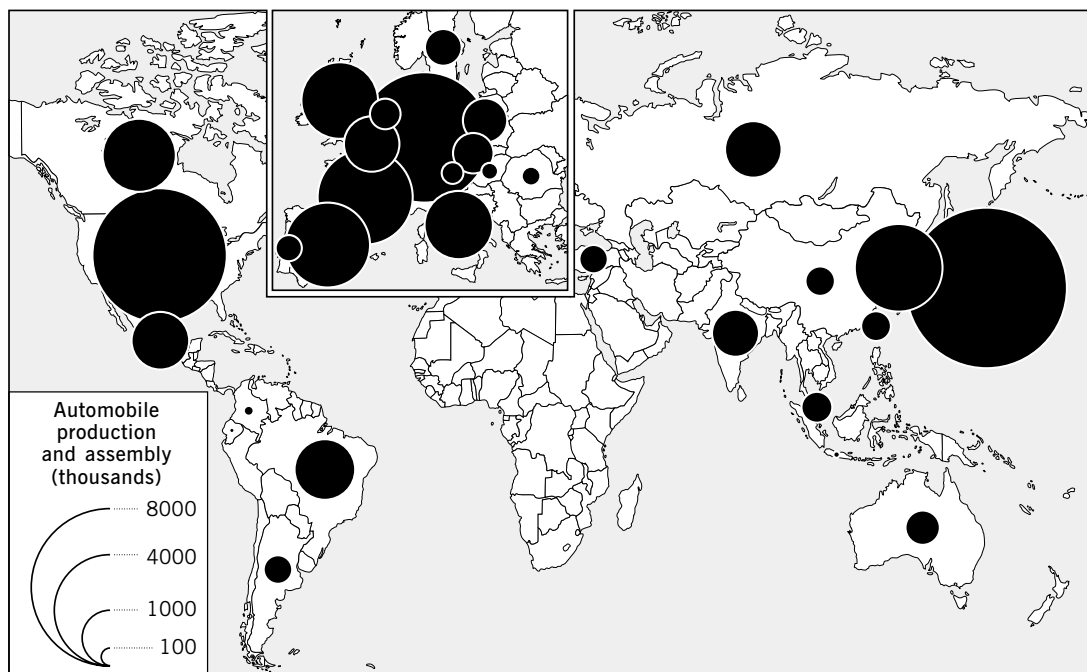 Automobile
production
and assembly
(thousands)
8000
4000
1000
100